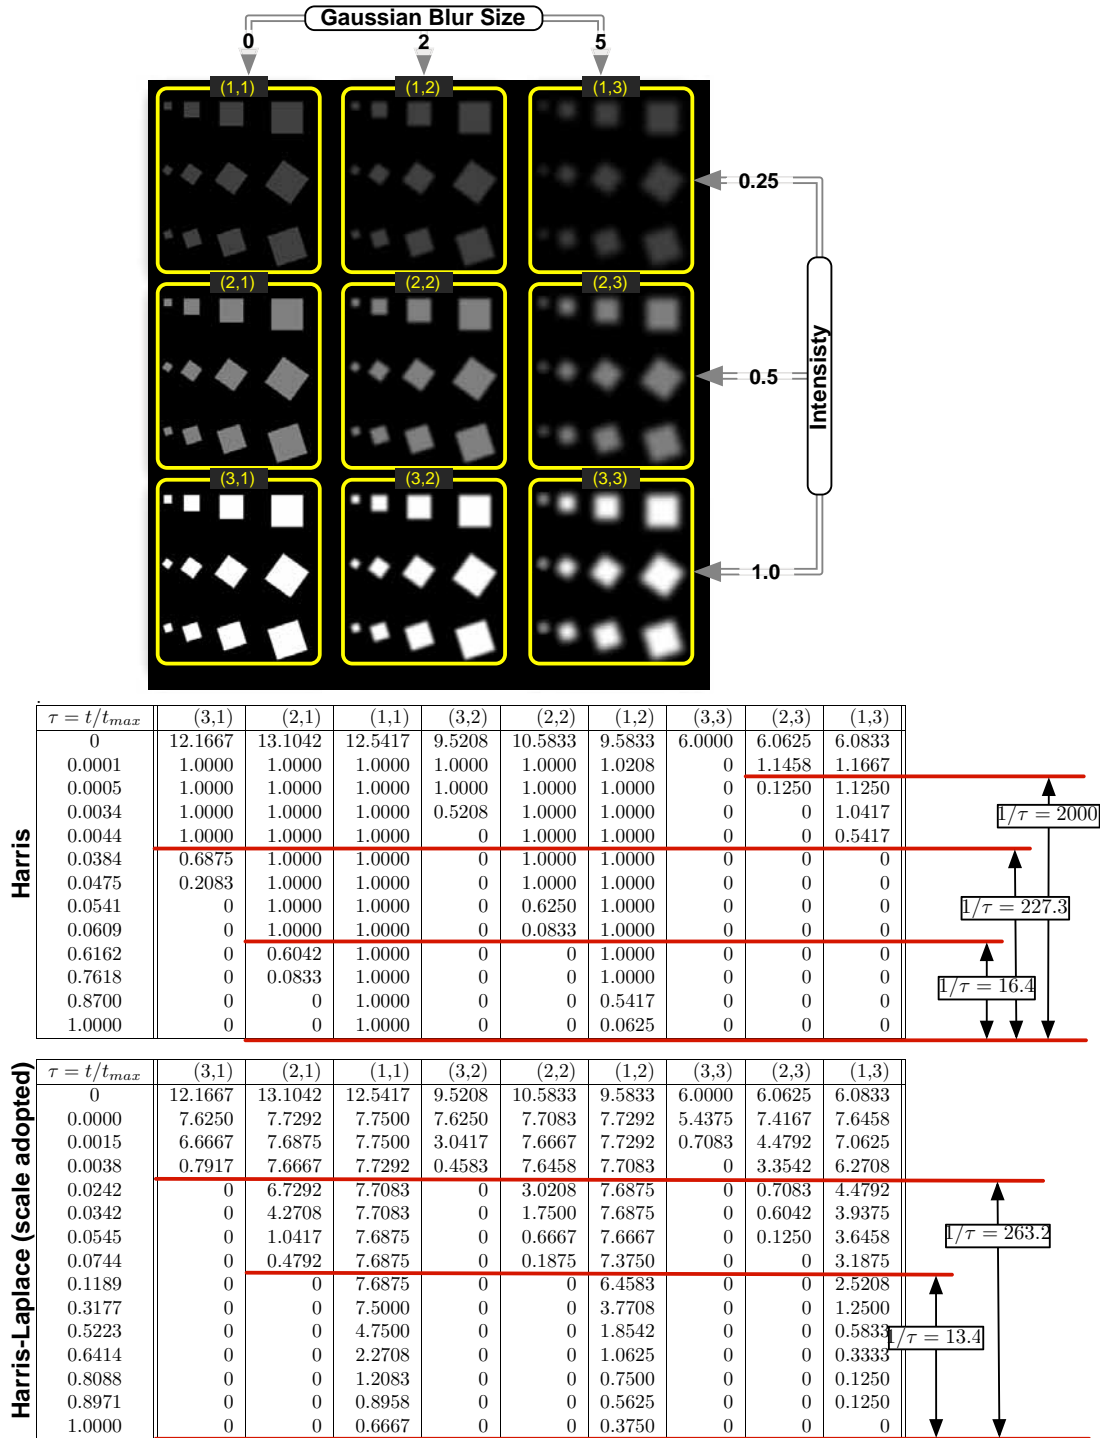 Gaussian Blur Size
0 2 5
(1,1) (1,2) (1,3)
0.25
(2,1) (2,2) (2,3)
0.5
Intensisty
(3,1) (3,2) (3,3)
1.0
Harris
τ = t/t_max (3,1) (2,1) (1,1) (3,2) (2,2) (1,2) (3,3) (2,3) (1,3)
0 12.1667 13.1042 12.5417 9.5208 10.5833 9.5833 6.0000 6.0625 6.0833
0.0001 1.0000 1.0000 1.0000 1.0000 1.0000 1.0208 0 1.1458 1.1667
0.0005 1.0000 1.0000 1.0000 1.0000 1.0000 1.0000 0 0.1250 1.1250
0.0034 1.0000 1.0000 1.0000 0.5208 1.0000 1.0000 0 0 1.0417
0.0044 1.0000 1.0000 1.0000 0 1.0000 1.0000 0 0 0.5417
0.0384 0.6875 1.0000 1.0000 0 1.0000 1.0000 0 0 0
0.0475 0.2083 1.0000 1.0000 0 1.0000 1.0000 0 0 0
0.0541 0 1.0000 1.0000 0 0.6250 1.0000 0 0 0
0.0609 0 1.0000 1.0000 0 0.0833 1.0000 0 0 0
0.6162 0 0.6042 1.0000 0 0 1.0000 0 0 0
0.7618 0 0.0833 1.0000 0 0 1.0000 0 0 0
0.8700 0 0 1.0000 0 0 0.5417 0 0 0
1.0000 0 0 1.0000 0 0 0.0625 0 0 0
1/τ = 2000
1/τ = 227.3
1/τ = 16.4
Harris-Laplace (scale adopted)
τ = t/t_max (3,1) (2,1) (1,1) (3,2) (2,2) (1,2) (3,3) (2,3) (1,3)
0 12.1667 13.1042 12.5417 9.5208 10.5833 9.5833 6.0000 6.0625 6.0833
0.0000 7.6250 7.7292 7.7500 7.6250 7.7083 7.7292 5.4375 7.4167 7.6458
0.0015 6.6667 7.6875 7.7500 3.0417 7.6667 7.7292 0.7083 4.4792 7.0625
0.0038 0.7917 7.6667 7.7292 0.4583 7.6458 7.7083 0 3.3542 6.2708
0.0242 0 6.7292 7.7083 0 3.0208 7.6875 0 0.7083 4.4792
0.0342 0 4.2708 7.7083 0 1.7500 7.6875 0 0.6042 3.9375
0.0545 0 1.0417 7.6875 0 0.6667 7.6667 0 0.1250 3.6458
0.0744 0 0.4792 7.6875 0 0.1875 7.3750 0 0 3.1875
0.1189 0 0 7.6875 0 0 6.4583 0 0 2.5208
0.3177 0 0 7.5000 0 0 3.7708 0 0 1.2500
0.5223 0 0 4.7500 0 0 1.8542 0 0 0.5833
0.6414 0 0 2.2708 0 0 1.0625 0 0 0.3333
0.8088 0 0 1.2083 0 0 0.7500 0 0 0.1250
0.8971 0 0 0.8958 0 0 0.5625 0 0 0.1250
1.0000 0 0 0.6667 0 0 0.3750 0 0 0
1/τ = 263.2
1/τ = 13.4